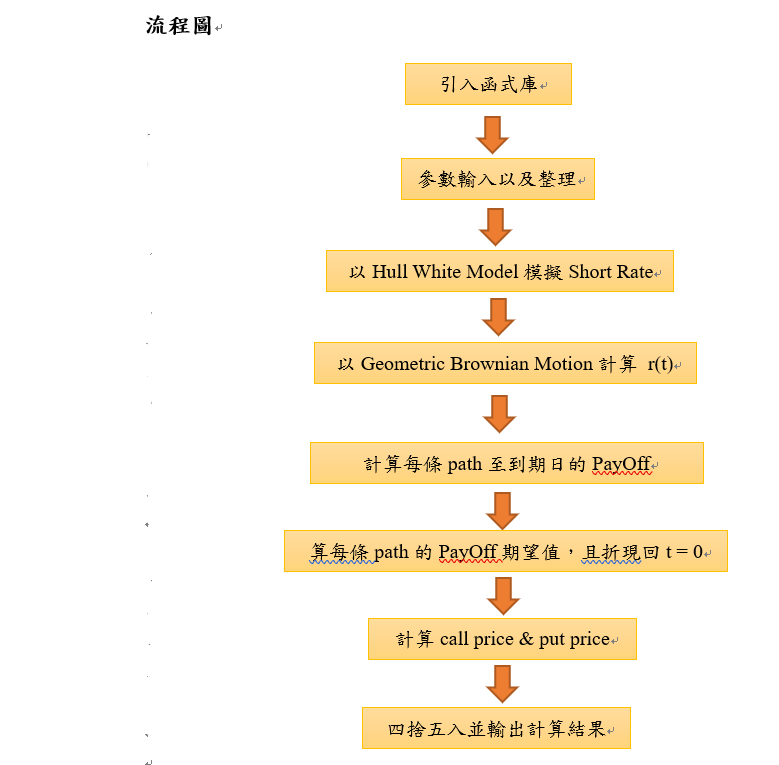 流程圖
引入函式庫
參數輸入以及整理
以 Hull White Model 模擬 Short Rate
以 Geometric Brownian Motion 計算 r(t)
計算每條 path 至到期日的 PayOff
算每條 path 的 PayOff 期望值，且折現回 t = 0
計算 call price & put price
四捨五入並輸出計算結果